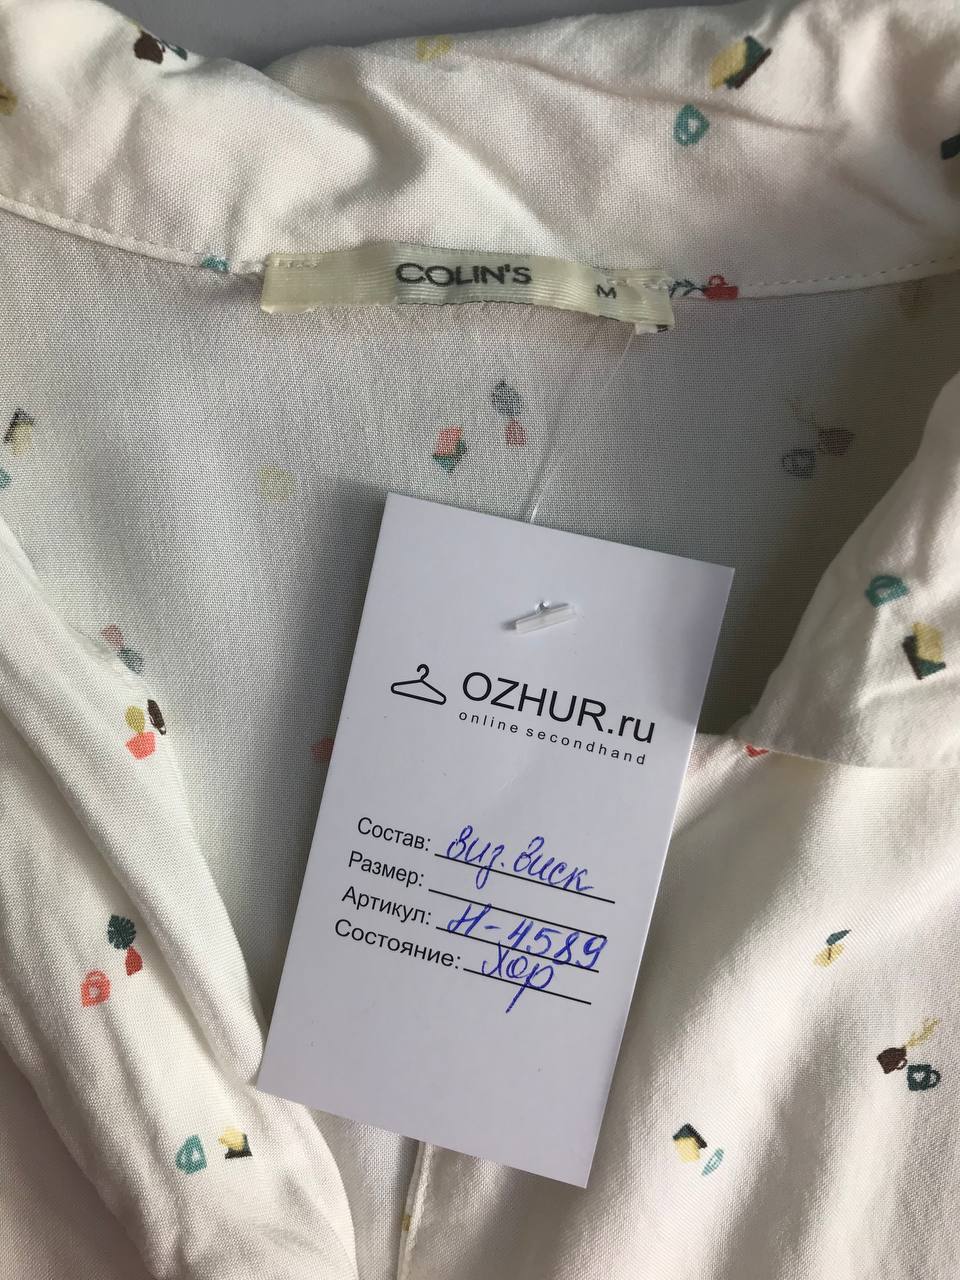 COLIN'S M
OZHUR.ru
online secondhand
Состав: виз. виск
Размер:
Артикул: Н-4589
Состояние: хор